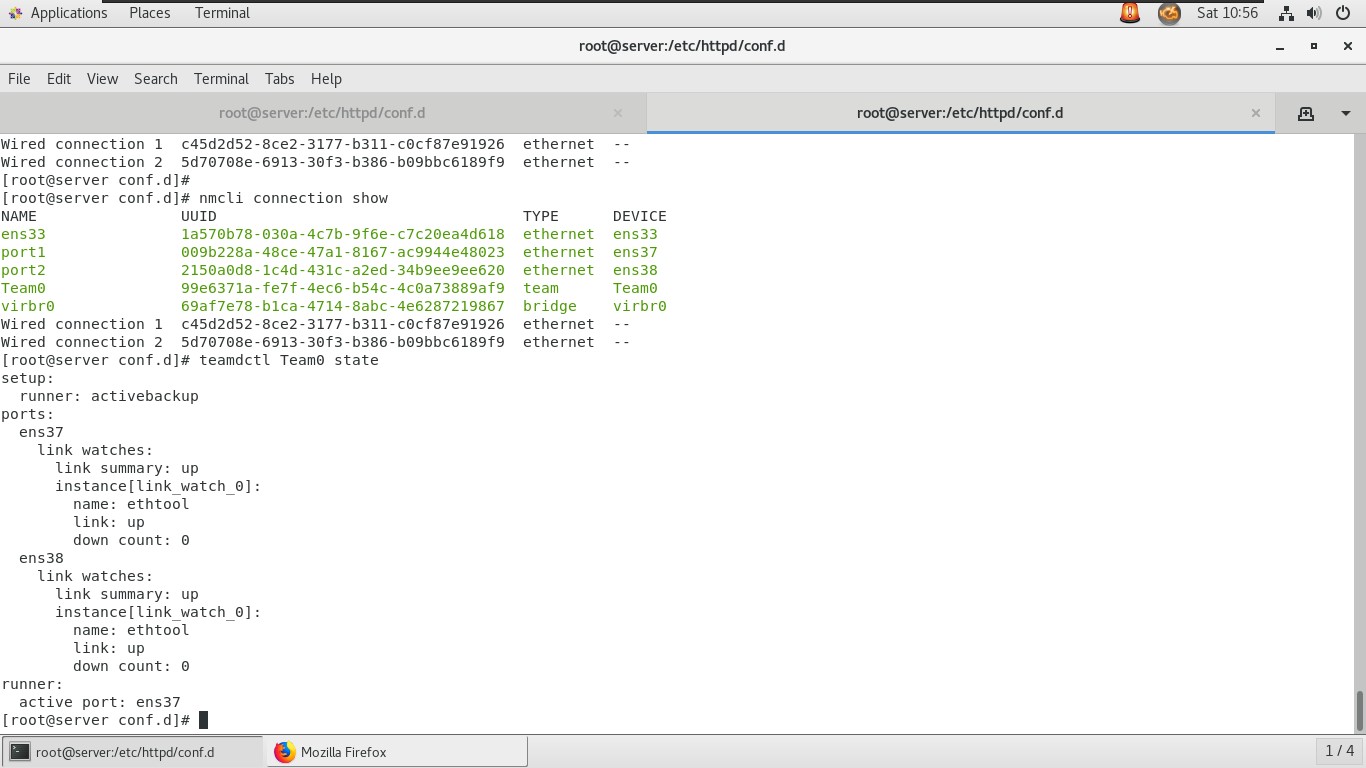 Applications Places Terminal Sat 10:56
root@server:/etc/httpd/conf.d
File Edit View Search Terminal Tabs Help
root@server:/etc/httpd/conf.d × root@server:/etc/httpd/conf.d ×
Wired connection 1  c45d2d52-8ce2-3177-b311-c0cf87e91926  ethernet  --
Wired connection 2  5d70708e-6913-30f3-b386-b09bbc6189f9  ethernet  --
[root@server conf.d]#
[root@server conf.d]# nmcli connection show
NAME                UUID                                  TYPE      DEVICE
ens33               1a570b78-030a-4c7b-9f6e-c7c20ea4d618  ethernet  ens33
port1               009b228a-48ce-47a1-8167-ac9944e48023  ethernet  ens37
port2               2150a0d8-1c4d-431c-a2ed-34b9ee9ee620  ethernet  ens38
Team0               99e6371a-fe7f-4ec6-b54c-4c0a73889af9  team      Team0
virbr0              69af7e78-b1ca-4714-8abc-4e6287219867  bridge    virbr0
Wired connection 1  c45d2d52-8ce2-3177-b311-c0cf87e91926  ethernet  --
Wired connection 2  5d70708e-6913-30f3-b386-b09bbc6189f9  ethernet  --
[root@server conf.d]# teamdctl Team0 state
setup:
  runner: activebackup
ports:
  ens37
    link watches:
      link summary: up
      instance[link_watch_0]:
        name: ethtool
        link: up
        down count: 0
  ens38
    link watches:
      link summary: up
      instance[link_watch_0]:
        name: ethtool
        link: up
        down count: 0
runner:
  active port: ens37
[root@server conf.d]#
root@server:/etc/httpd/conf.d Mozilla Firefox 1 / 4